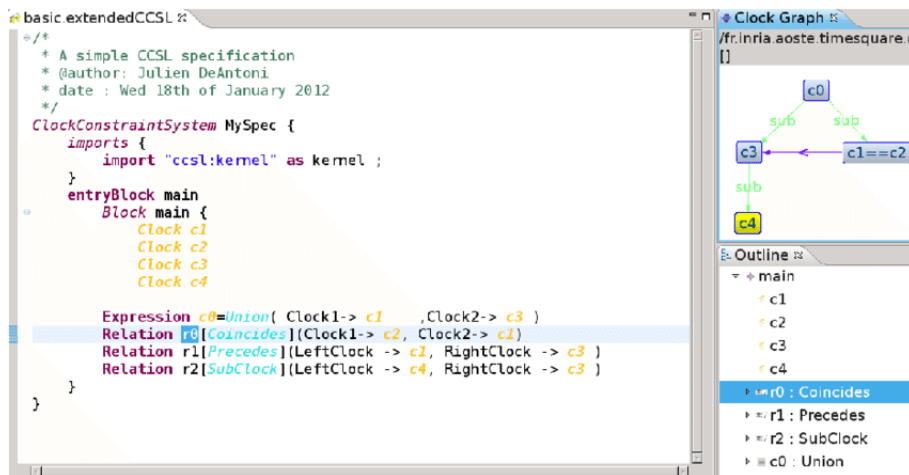 basic.extendedCCSL
/*
* A simple CCSL specification
* @author: Julien DeAntoni
* date : Wed 18th of January 2012
*/
ClockConstraintSystem MySpec {
imports {
import "ccsl:kernel" as kernel ;
}
entryBlock main
Block main {
Clock c1
Clock c2
Clock c3
Clock c4
Expression c0=Union( Clock1-> c1 ,Clock2-> c3 )
Relation r0[Coincides](Clock1-> c2, Clock2-> c1)
Relation r1[Precedes](LeftClock -> c1, RightClock -> c3 )
Relation r2[SubClock](LeftClock -> c4, RightClock -> c3 )
}
}
Clock Graph
/fr.inria.aoste.timesquare.
[]
c0
sub sub
c3 c1==c2
sub
c4
Outline
main
c1
c2
c3
c4
r0 : Coincides
r1 : Precedes
r2 : SubClock
c0 : Union